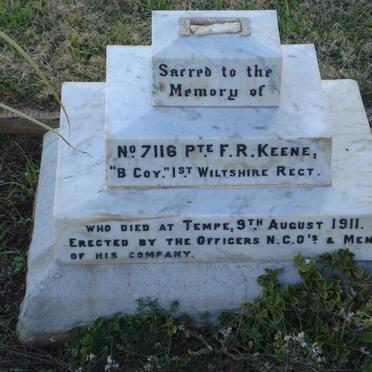 Sacred to the
Memory of
No 7116 Pte F.R. Keene,
"B Coy." 1st Wiltshire Regt.
who died at Tempe, 9th August 1911.
Erected by the Officers N.C.O's & Men
of his company.